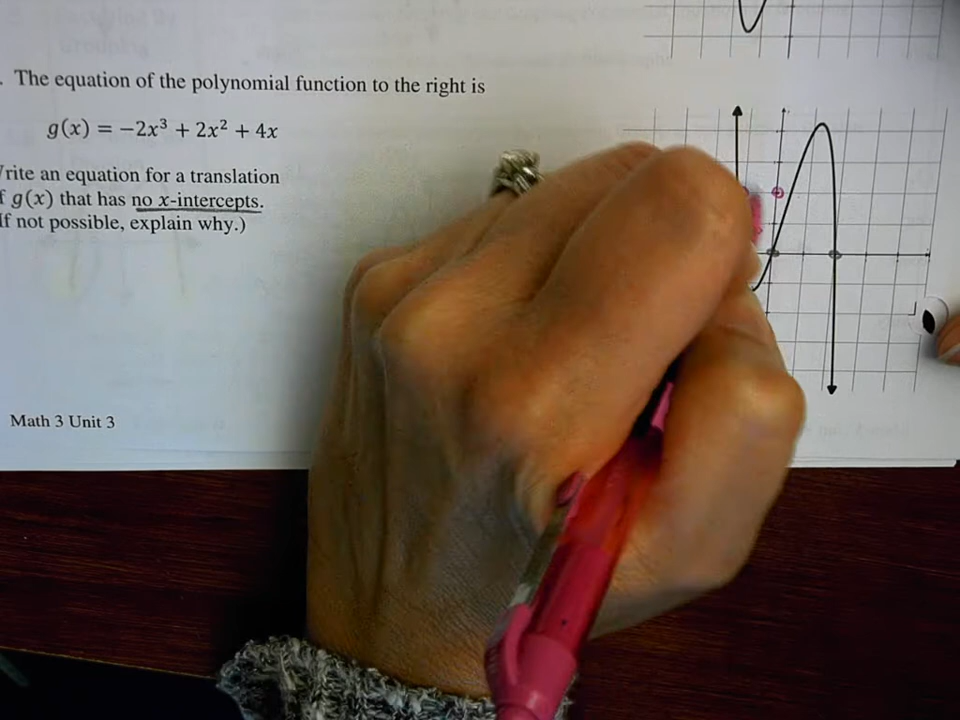 . The equation of the polynomial function to the right is
g(x) = −2x³ + 2x² + 4x
rite an equation for a translation
f g(x) that has no x-intercepts.
If not possible, explain why.)
Math 3 Unit 3